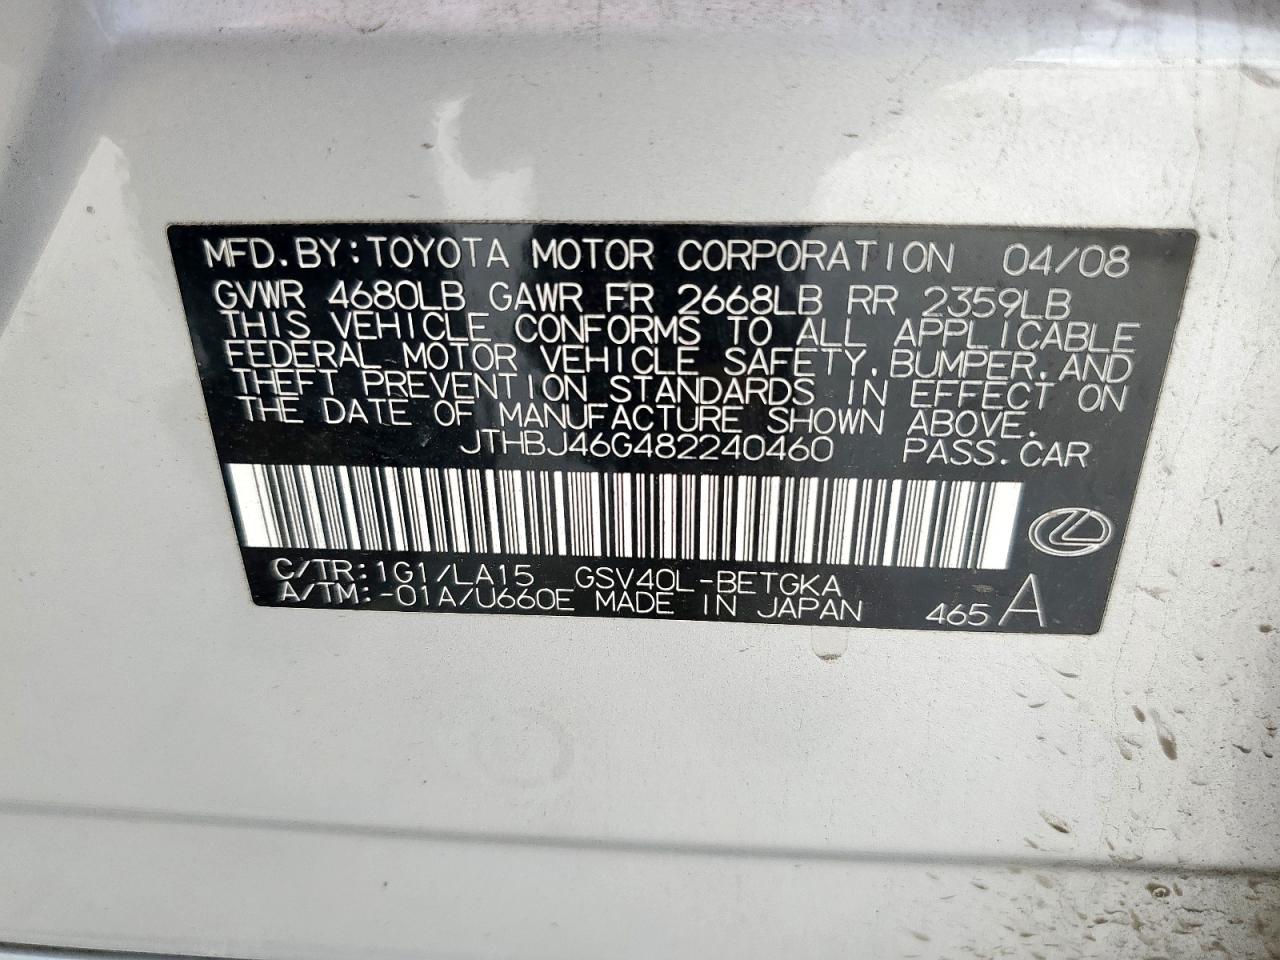 MFD. BY: TOYOTA MOTOR CORPORATION 04/08
GVWR 4680LB GAWR FR 2668LB RR 2359LB
THIS VEHICLE CONFORMS TO ALL APPLICABLE
FEDERAL MOTOR VEHICLE SAFETY, BUMPER, AND
THEFT PREVENTION STANDARDS IN EFFECT ON
THE DATE OF MANUFACTURE SHOWN ABOVE.
JTHBJ46G482240460 PASS. CAR
C/TR: 1G1/LA15 GSV40L-BETGKA
A/TM: -01A/U660E MADE IN JAPAN 465 A